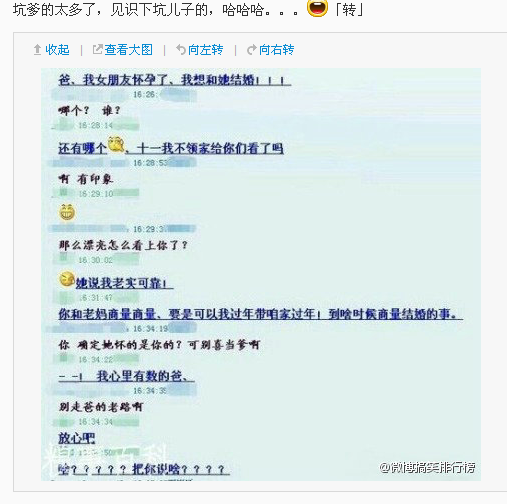 坑爹的太多了，见识下坑儿子的，哈哈哈。。。「转」
收起 | 查看大图 | 向左转 | 向右转
爸、我女朋友怀孕了、我想和她结婚！！！
16:26:
哪个？ 谁？
16:28:14
还有哪个、十一我不领家给你们看了吗
16:28:53
啊 有印象
16:29:10
16:29:3
那么漂亮怎么看上你了？
16:30:02
她说我老实可靠！
16:31:47
你和老妈商量商量、要是可以我过年带咱家过年！到啥时候商量结婚的事。
16:34:19
你 确定她怀的是你的？可别喜当爹啊
16:34:22
- -！ 我心里有数的爸、
16:34:35
别走爸的老路啊
16:34:34
放心吧
:50
啥？？？？？把你说啥？？？？
@微博搞笑排行榜